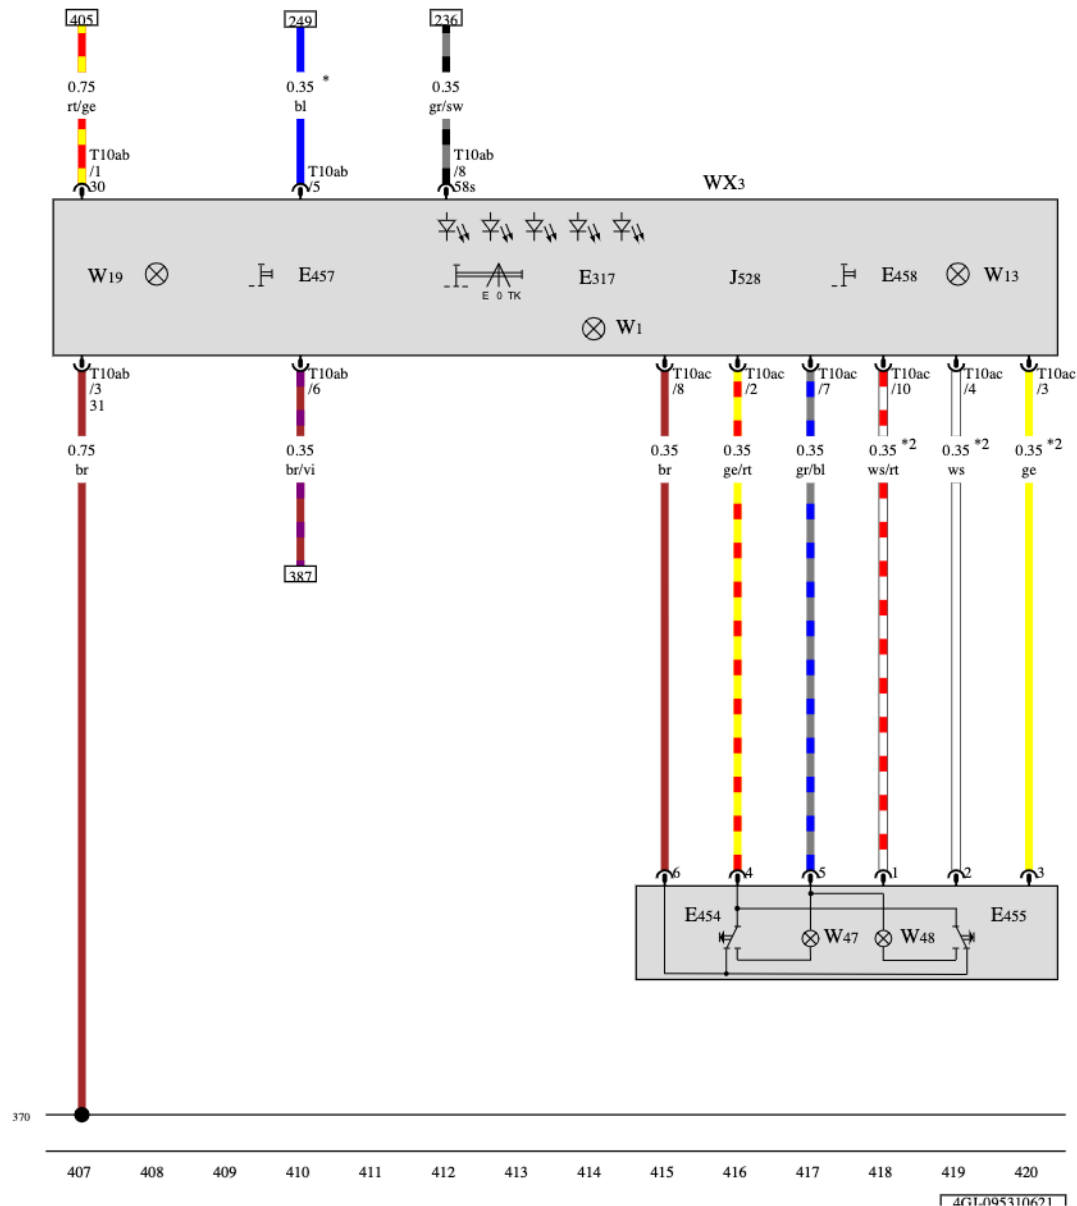 405 249 236
0.75 0.35 * 0.35
rt/ge bl gr/sw
T10ab T10ab T10ab
/1 /5 /8
30 58s
WX3
W19 E457 E317 J528 E458 W13
E 0 TK
W1
T10ab T10ab T10ac T10ac T10ac T10ac T10ac T10ac
/3 /6 /8 /2 /7 /10 /4 /3
31
0.75 0.35 0.35 0.35 0.35 0.35 *2 0.35 *2 0.35 *2
br br/vi br ge/rt gr/bl ws/rt ws ge
387
6 4 5 1 2 3
E454 E455
W47 W48
370
407 408 409 410 411 412 413 414 415 416 417 418 419 420
4GL-095310621